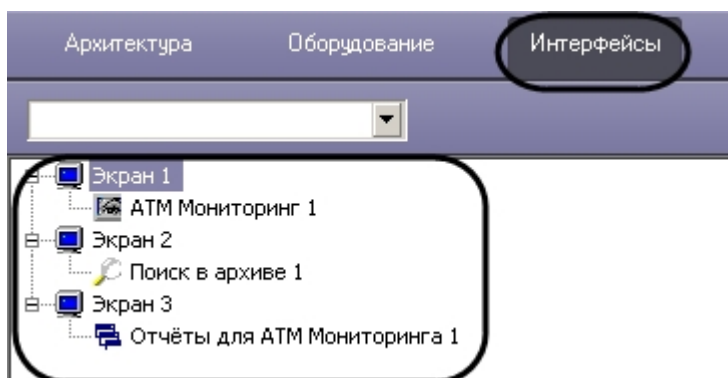 Архитектура Оборудование Интерфейсы
Экран 1
АТМ Мониторинг 1
Экран 2
Поиск в архиве 1
Экран 3
Отчёты для АТМ Мониторинга 1